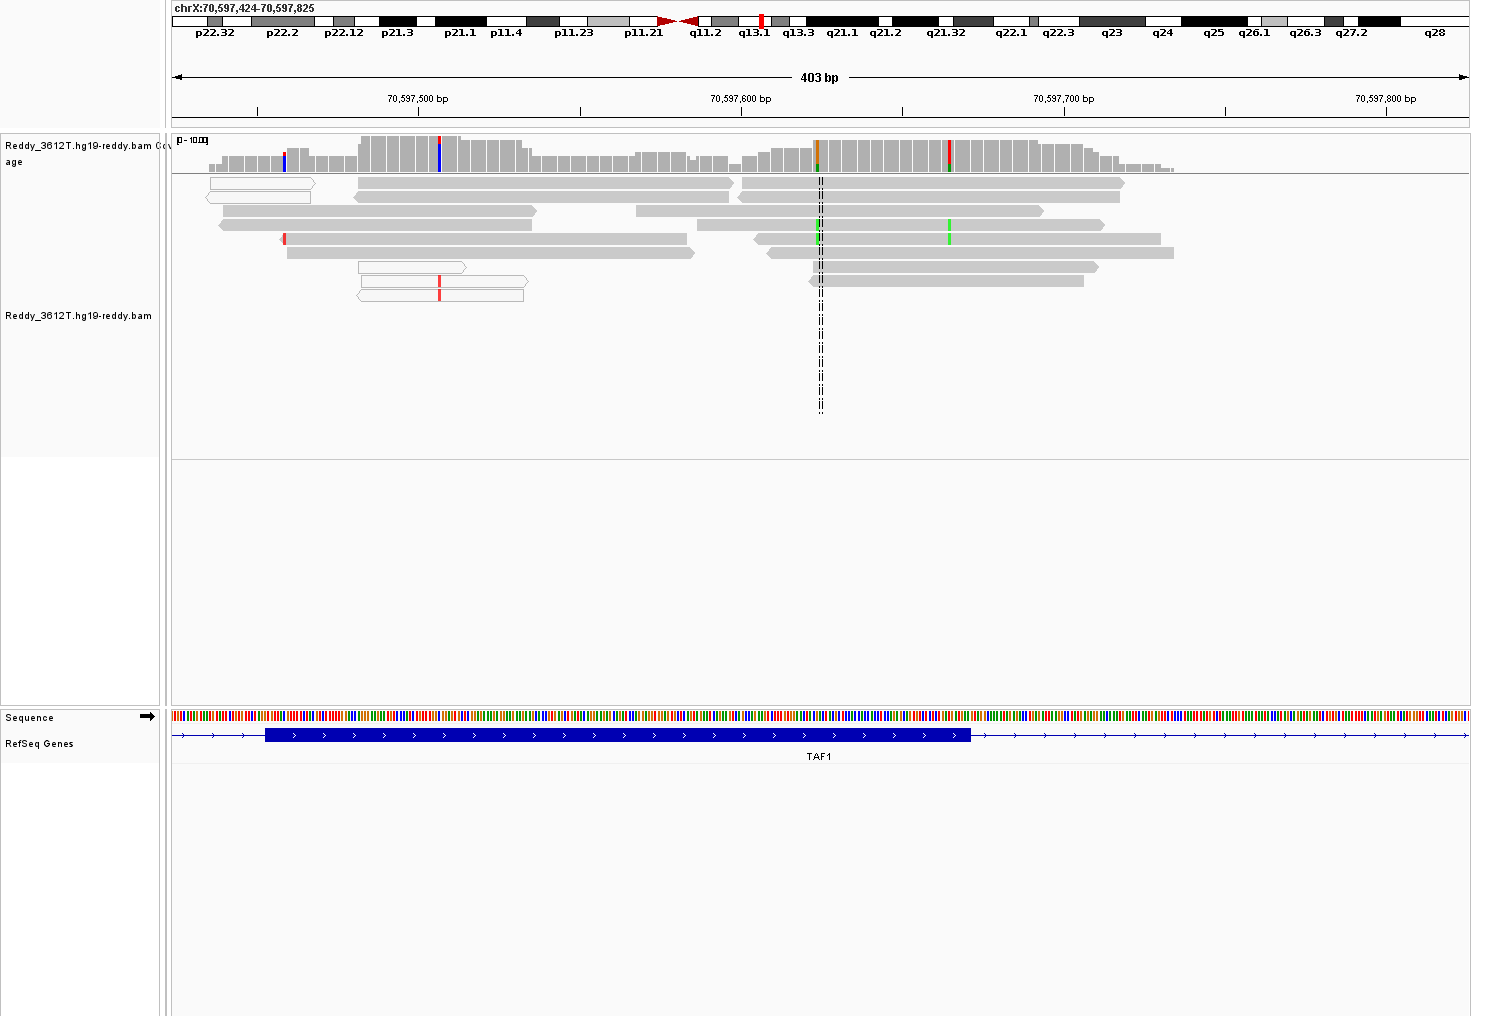 chrX:70,597,424-70,597,825
p22.32 p22.2 p22.12 p21.3 p21.1 p11.4 p11.23 p11.21 q11.2 q13.1 q13.3 q21.1 q21.2 q21.32 q22.1 q22.3 q23 q24 q25 q26.1 q26.3 q27.2 q28
403 bp
70,597,500 bp 70,597,600 bp 70,597,700 bp 70,597,800 bp
Reddy_3612T.hg19-reddy.bam Cov
age
[0 - 10.00]
Reddy_3612T.hg19-reddy.bam
Sequence
RefSeq Genes
TAF1